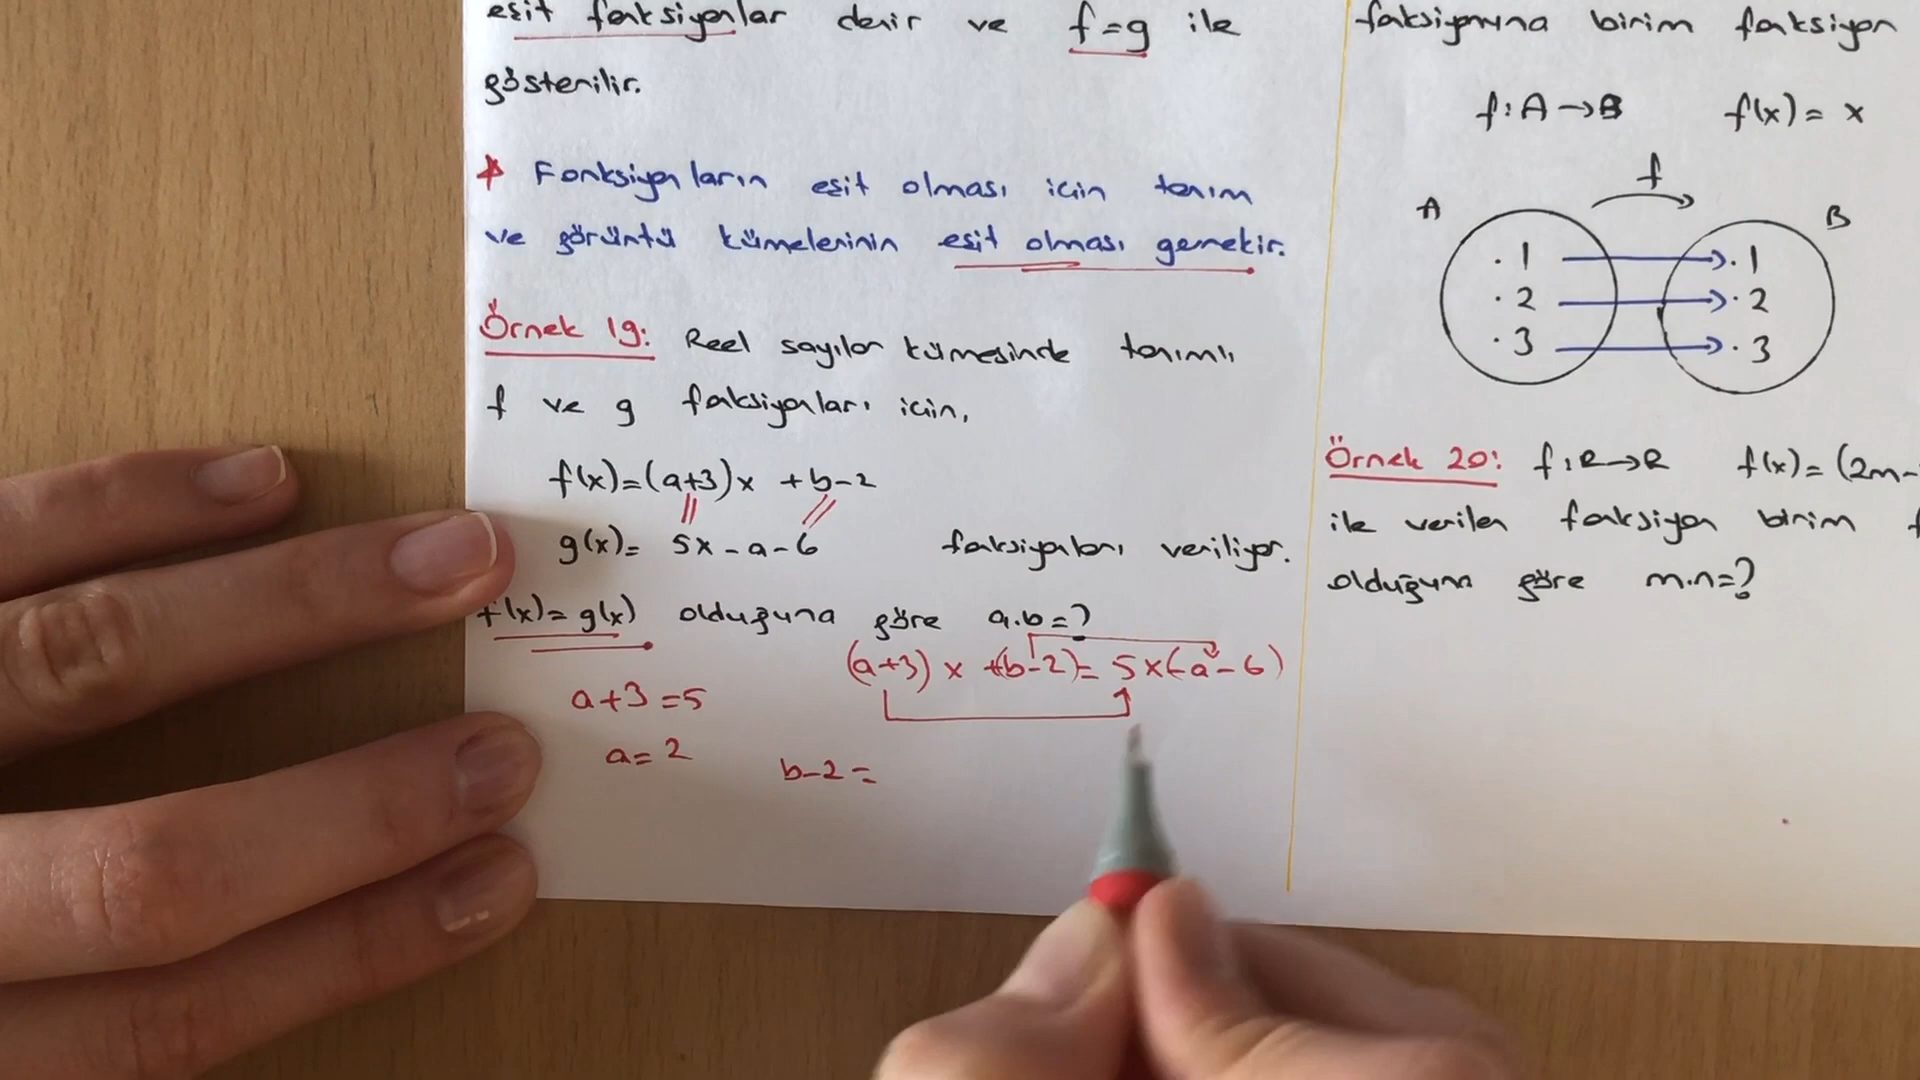 eşit fonksiyonlar denir ve f=g ile
gösterilir.
* Fonksiyonların eşit olması için tanım
ve görüntü kümelerinin eşit olması gerekir.
Örnek 19: Reel sayılar kümesinde tanımlı
f ve g fonksiyonları için,
f(x)=(a+3)x +b-2
g(x)= 5x-a-6 fonksiyonları veriliyor.
f(x)=g(x) olduğuna göre a.b=?
(a+3)x +(b-2)= 5x(-a-6)
a+3=5
a=2
b-2=
fonksiyonuna birim fonksiyon
f:A→B f(x)= x
f
A B
.1 .1
.2 .2
.3 .3
Örnek 20: f:R→R f(x)=(2m-
ile verilen fonksiyon birim f
olduğuna göre m.n=?